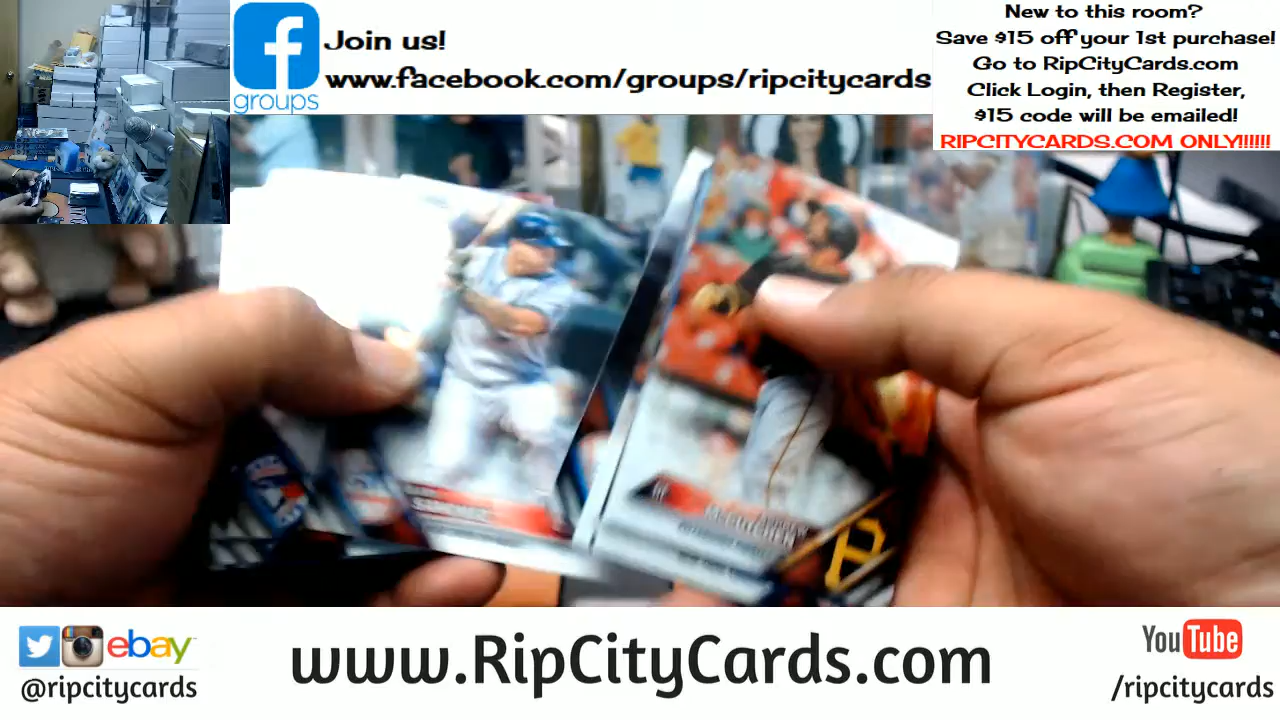 f
groups
Join us!
www.facebook.com/groups/ripcitycards
New to this room?
Save $15 off your 1st purchase!
Go to RipCityCards.com
Click Login, then Register,
$15 code will be emailed!
RIPCITYCARDS.COM ONLY!!!!!!
McCUTCHEN
P
ebay
@ripcitycards
www.RipCityCards.com
YouTube
/ripcitycards